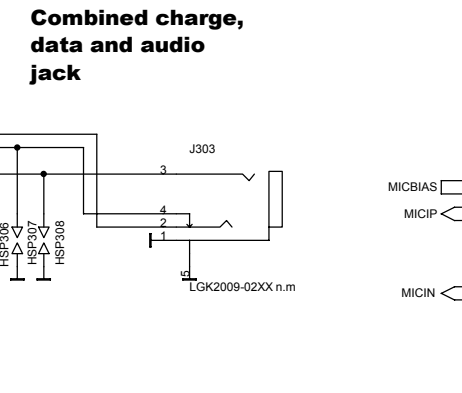 Combined charge,
data and audio
jack
J303
3
4
2
1
5
LGK2009-02XX n.m
HSP306
HSP307
HSP308
MICBIAS
MICIP
MICIN